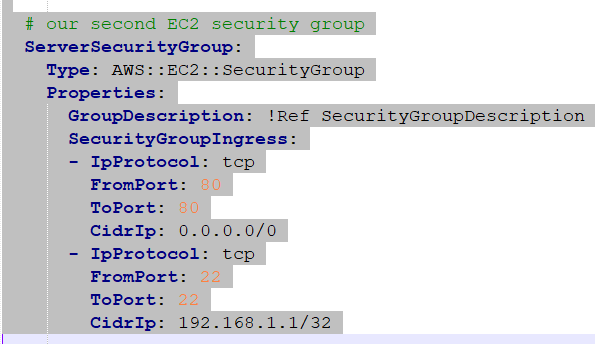 # our second EC2 security group
ServerSecurityGroup:
Type: AWS::EC2::SecurityGroup
Properties:
GroupDescription: !Ref SecurityGroupDescription
SecurityGroupIngress:
- IpProtocol: tcp
FromPort: 80
ToPort: 80
CidrIp: 0.0.0.0/0
- IpProtocol: tcp
FromPort: 22
ToPort: 22
CidrIp: 192.168.1.1/32